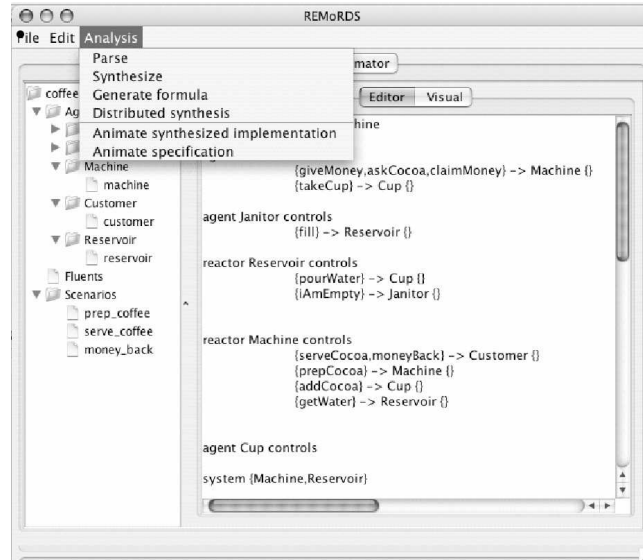 REMoRDS
File Edit Analysis
Parse
Synthesize
Generate formula
Distributed synthesis
Animate synthesized implementation
Animate specification
mator
Editor Visual
coffee
Ag
Machine
machine
Customer
customer
Reservoir
reservoir
Fluents
Scenarios
prep_coffee
serve_coffee
money_back
hine
{giveMoney,askCocoa,claimMoney} -> Machine {}
{takeCup} -> Cup {}
agent Janitor controls
{fill} -> Reservoir {}
reactor Reservoir controls
{pourWater} -> Cup {}
{iAmEmpty} -> Janitor {}
reactor Machine controls
{serveCocoa,moneyBack} -> Customer {}
{prepCocoa} -> Machine {}
{addCocoa} -> Cup {}
{getWater} -> Reservoir {}
agent Cup controls
system {Machine,Reservoir}